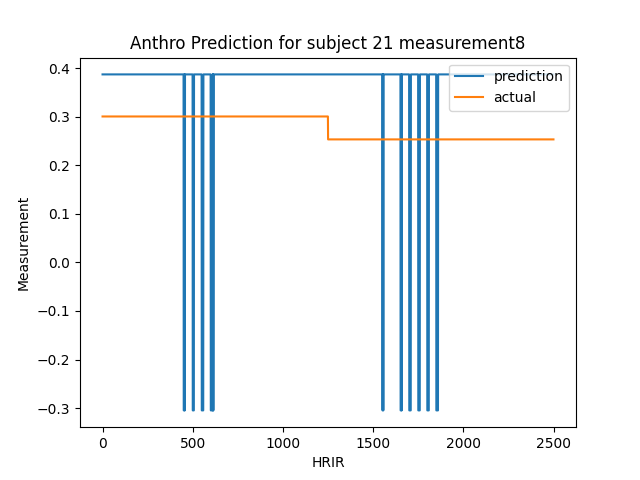 Anthro Prediction for subject 21 measurement8
prediction
actual
Measurement
0.4
0.3
0.2
0.1
0.0
−0.1
−0.2
−0.3
0 500 1000 1500 2000 2500
HRIR